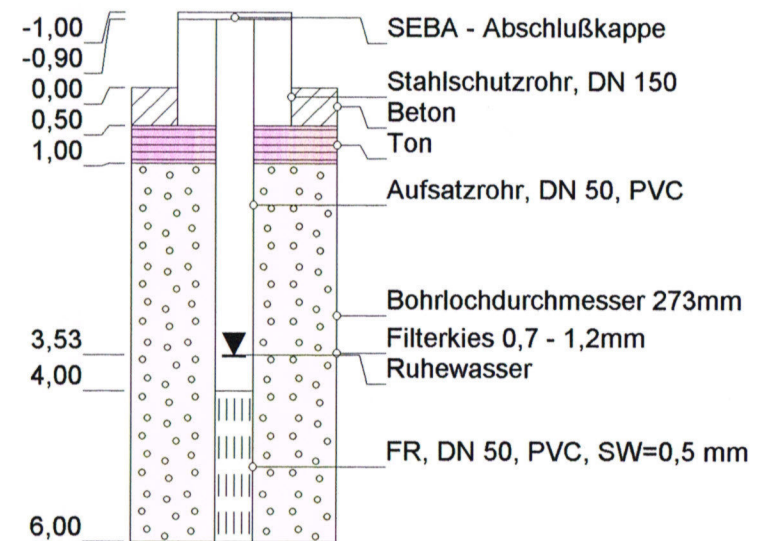 -1,00
-0,90
0,00
0,50
1,00
3,53
4,00
6,00
SEBA - Abschlußkappe
Stahlschutzrohr, DN 150
Beton
Ton
Aufsatzrohr, DN 50, PVC
Bohrlochdurchmesser 273mm
Filterkies 0,7 - 1,2mm
Ruhewasser
FR, DN 50, PVC, SW=0,5 mm